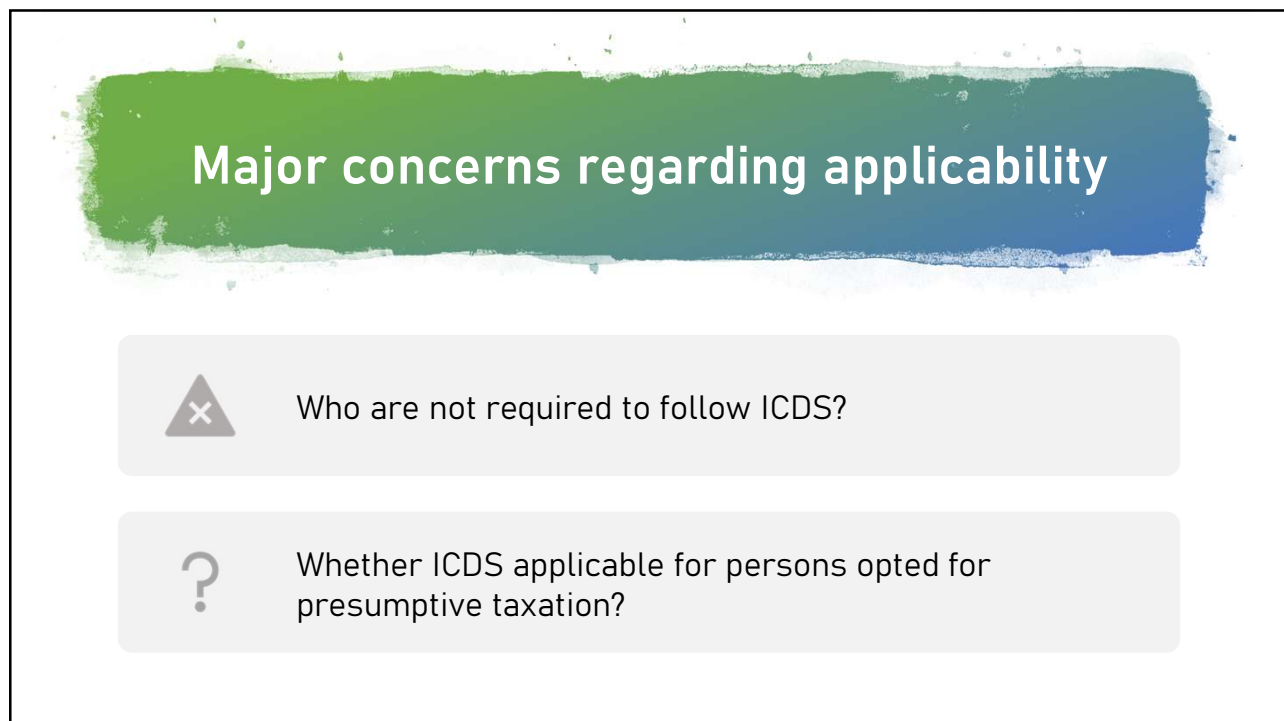 Major concerns regarding applicability
Who are not required to follow ICDS?
Whether ICDS applicable for persons opted for
presumptive taxation?